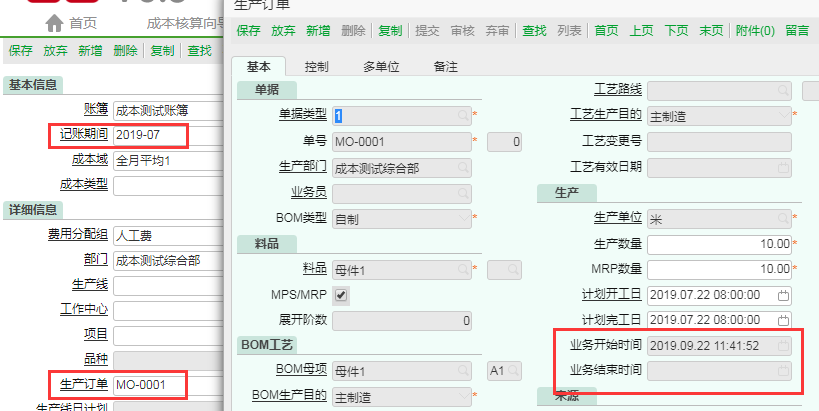 首页 成本核算向导
保存 放弃 新增 删除 复制 查找
基本信息
账簿 成本测试账簿
记账期间 2019-07
成本域 全月平均1
成本类型
详细信息
费用分配组 人工费
部门 成本测试综合部
生产线
工作中心
项目
品种
生产订单 MO-0001
生产线日计划
生产订单
保存 放弃 新增 删除 复制 提交 审核 弃审 查找 列表 首页 上页 下页 末页 附件(0) 留言
基本 控制 多单位 备注
单据
单据类型 1 *
单号 MO-0001 * 0
生产部门 成本测试综合部
业务员
BOM类型 自制 *
料品
料品 母件1 *
MPS/MRP
展开阶数 0
BOM工艺
BOM母项 母件1 A1
BOM生产目的 主制造
工艺路线
工艺生产目的 主制造 *
工艺变更号
工艺有效日期
生产
生产单位 米 *
生产数量 10.00 *
MRP数量 10.00 *
计划开工日 2019.07.22 08:00:00
计划完工日 2019.07.22 08:00:00
业务开始时间 2019.09.22 11:41:52
业务结束时间
来源